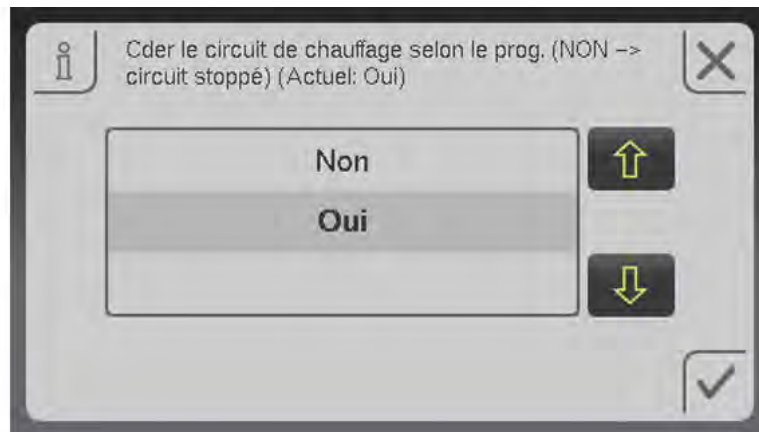 Cder le circuit de chauffage selon le prog. (NON –>
circuit stoppé) (Actuel: Oui)
Non
Oui